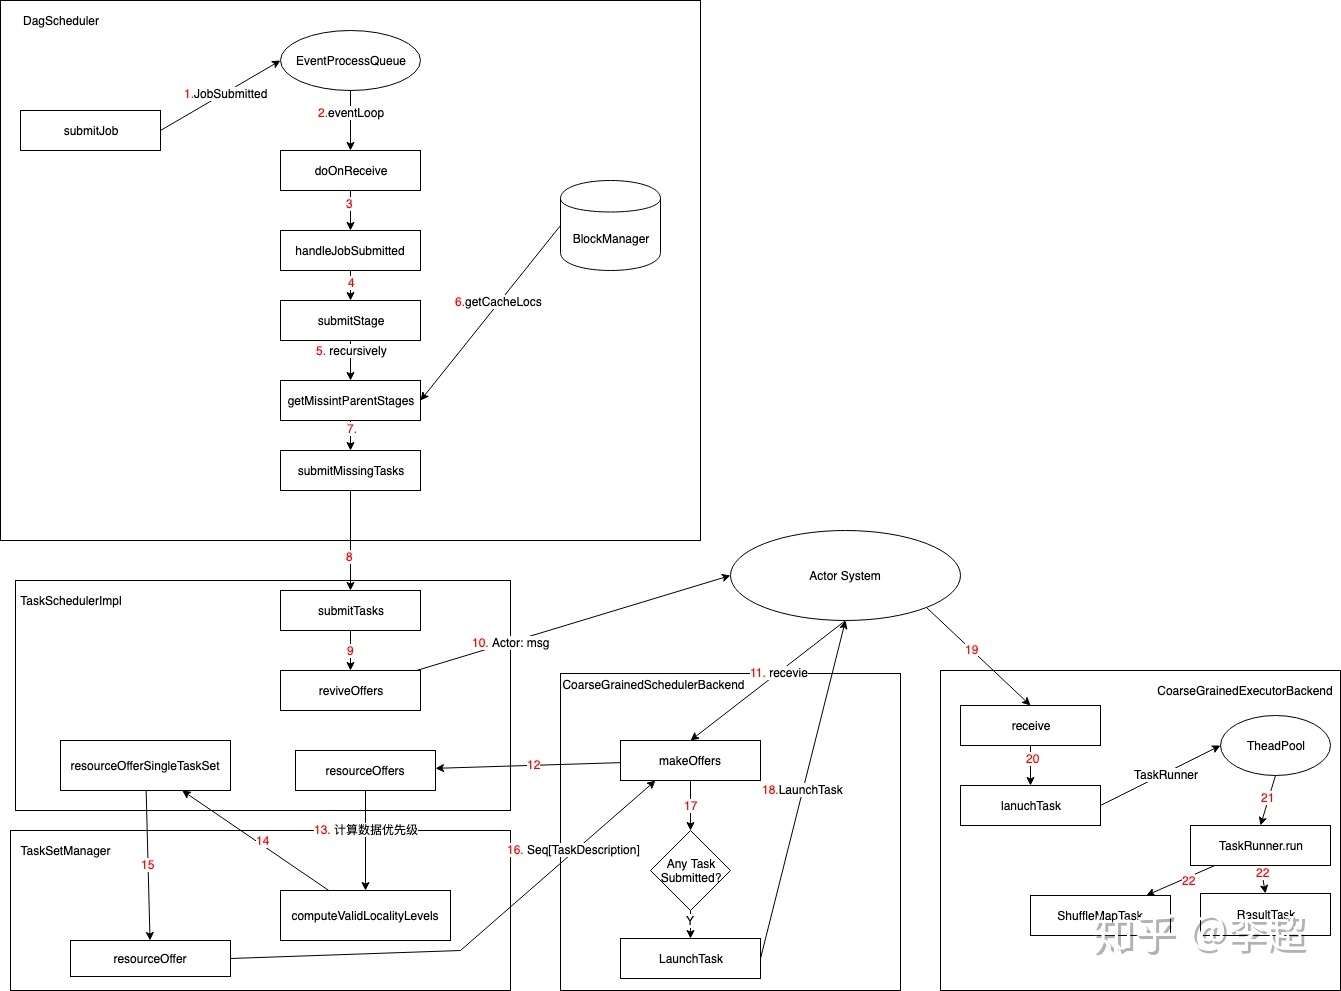 DagScheduler
EventProcessQueue
1.JobSubmitted
2.eventLoop
submitJob
doOnReceive
3
handleJobSubmitted
BlockManager
4
6.getCacheLocs
submitStage
5. recursively
getMissintParentStages
7.
submitMissingTasks
8
Actor System
TaskSchedulerImpl
submitTasks
9
10. Actor: msg
19
reviveOffers
11. recevie
CoarseGrainedSchedulerBackend
CoarseGrainedExecutorBackend
receive
resourceOfferSingleTaskSet
resourceOffers
12
makeOffers
20
TheadPool
TaskRunner
18.LaunchTask
17
lanuchTask
21
13. 计算数据优先级
14
TaskSetManager
16. Seq[TaskDescription]
TaskRunner.run
15
Any Task
Submitted?
22
22
computeValidLocalityLevels
Y
ShuffleMapTask
ResultTask
resourceOffer
LaunchTask
知乎 @李超